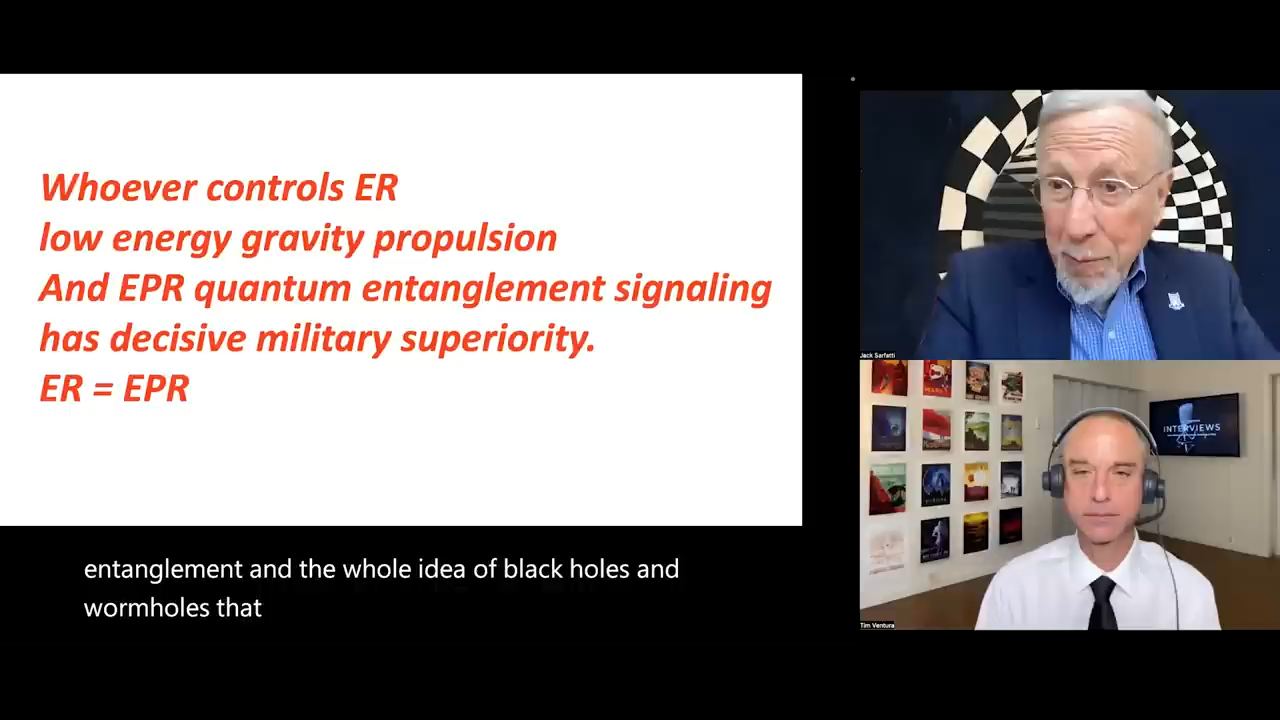 Whoever controls ER
low energy gravity propulsion
And EPR quantum entanglement signaling
has decisive military superiority.
ER = EPR
entanglement and the whole idea of black holes and
wormholes that
Jack Sarfatti
INTERVIEWS
Tim Ventura